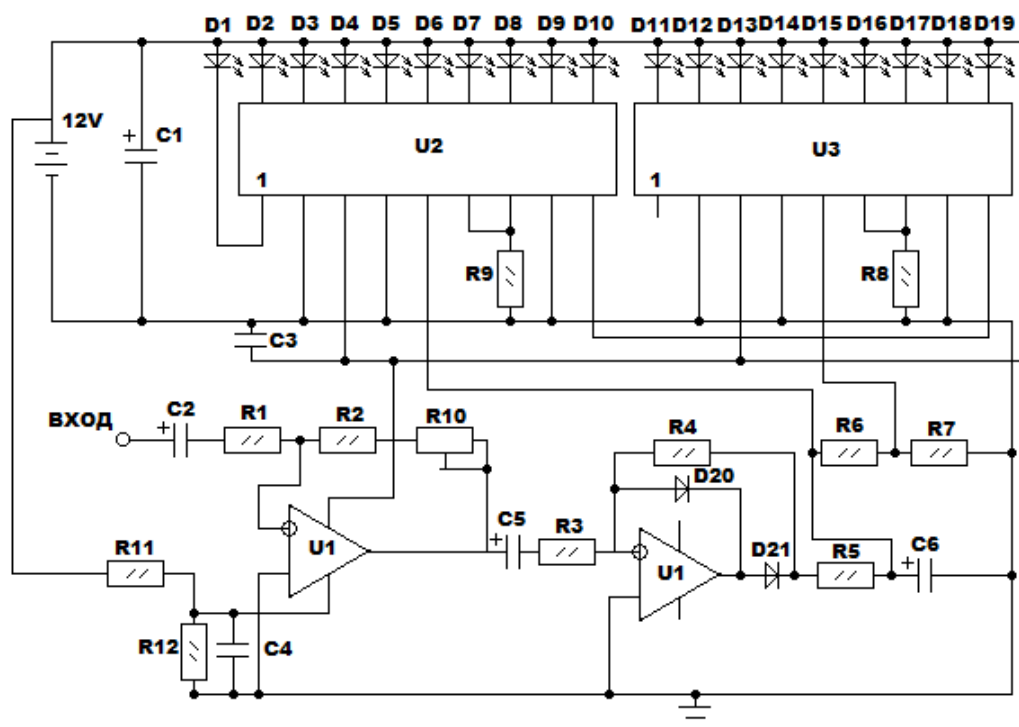 D1 D2 D3 D4 D5 D6 D7 D8 D9 D10 D11 D12 D13 D14 D15 D16 D17 D18 D19
12V
C1
U2
U3
1
1
R9
R8
C3
ВХОД
C2
R1
R2
R10
R4
R6
R7
D20
U1
C5
R3
R11
U1
D21
R5
C6
R12
C4